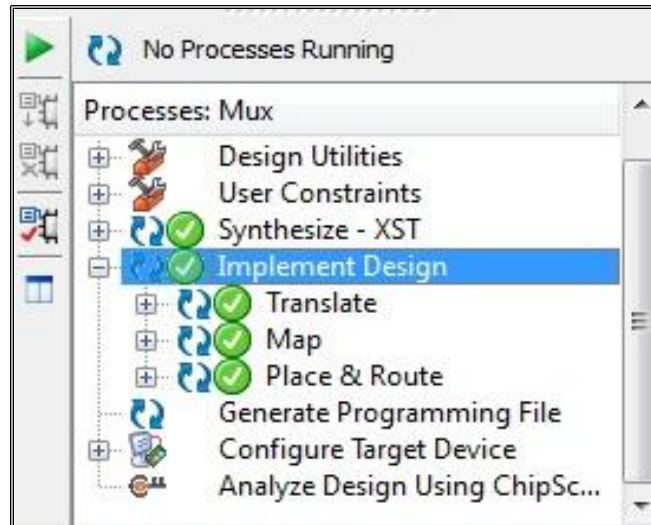 No Processes Running
Processes: Mux
Design Utilities
User Constraints
Synthesize - XST
Implement Design
Translate
Map
Place & Route
Generate Programming File
Configure Target Device
Analyze Design Using ChipSc...